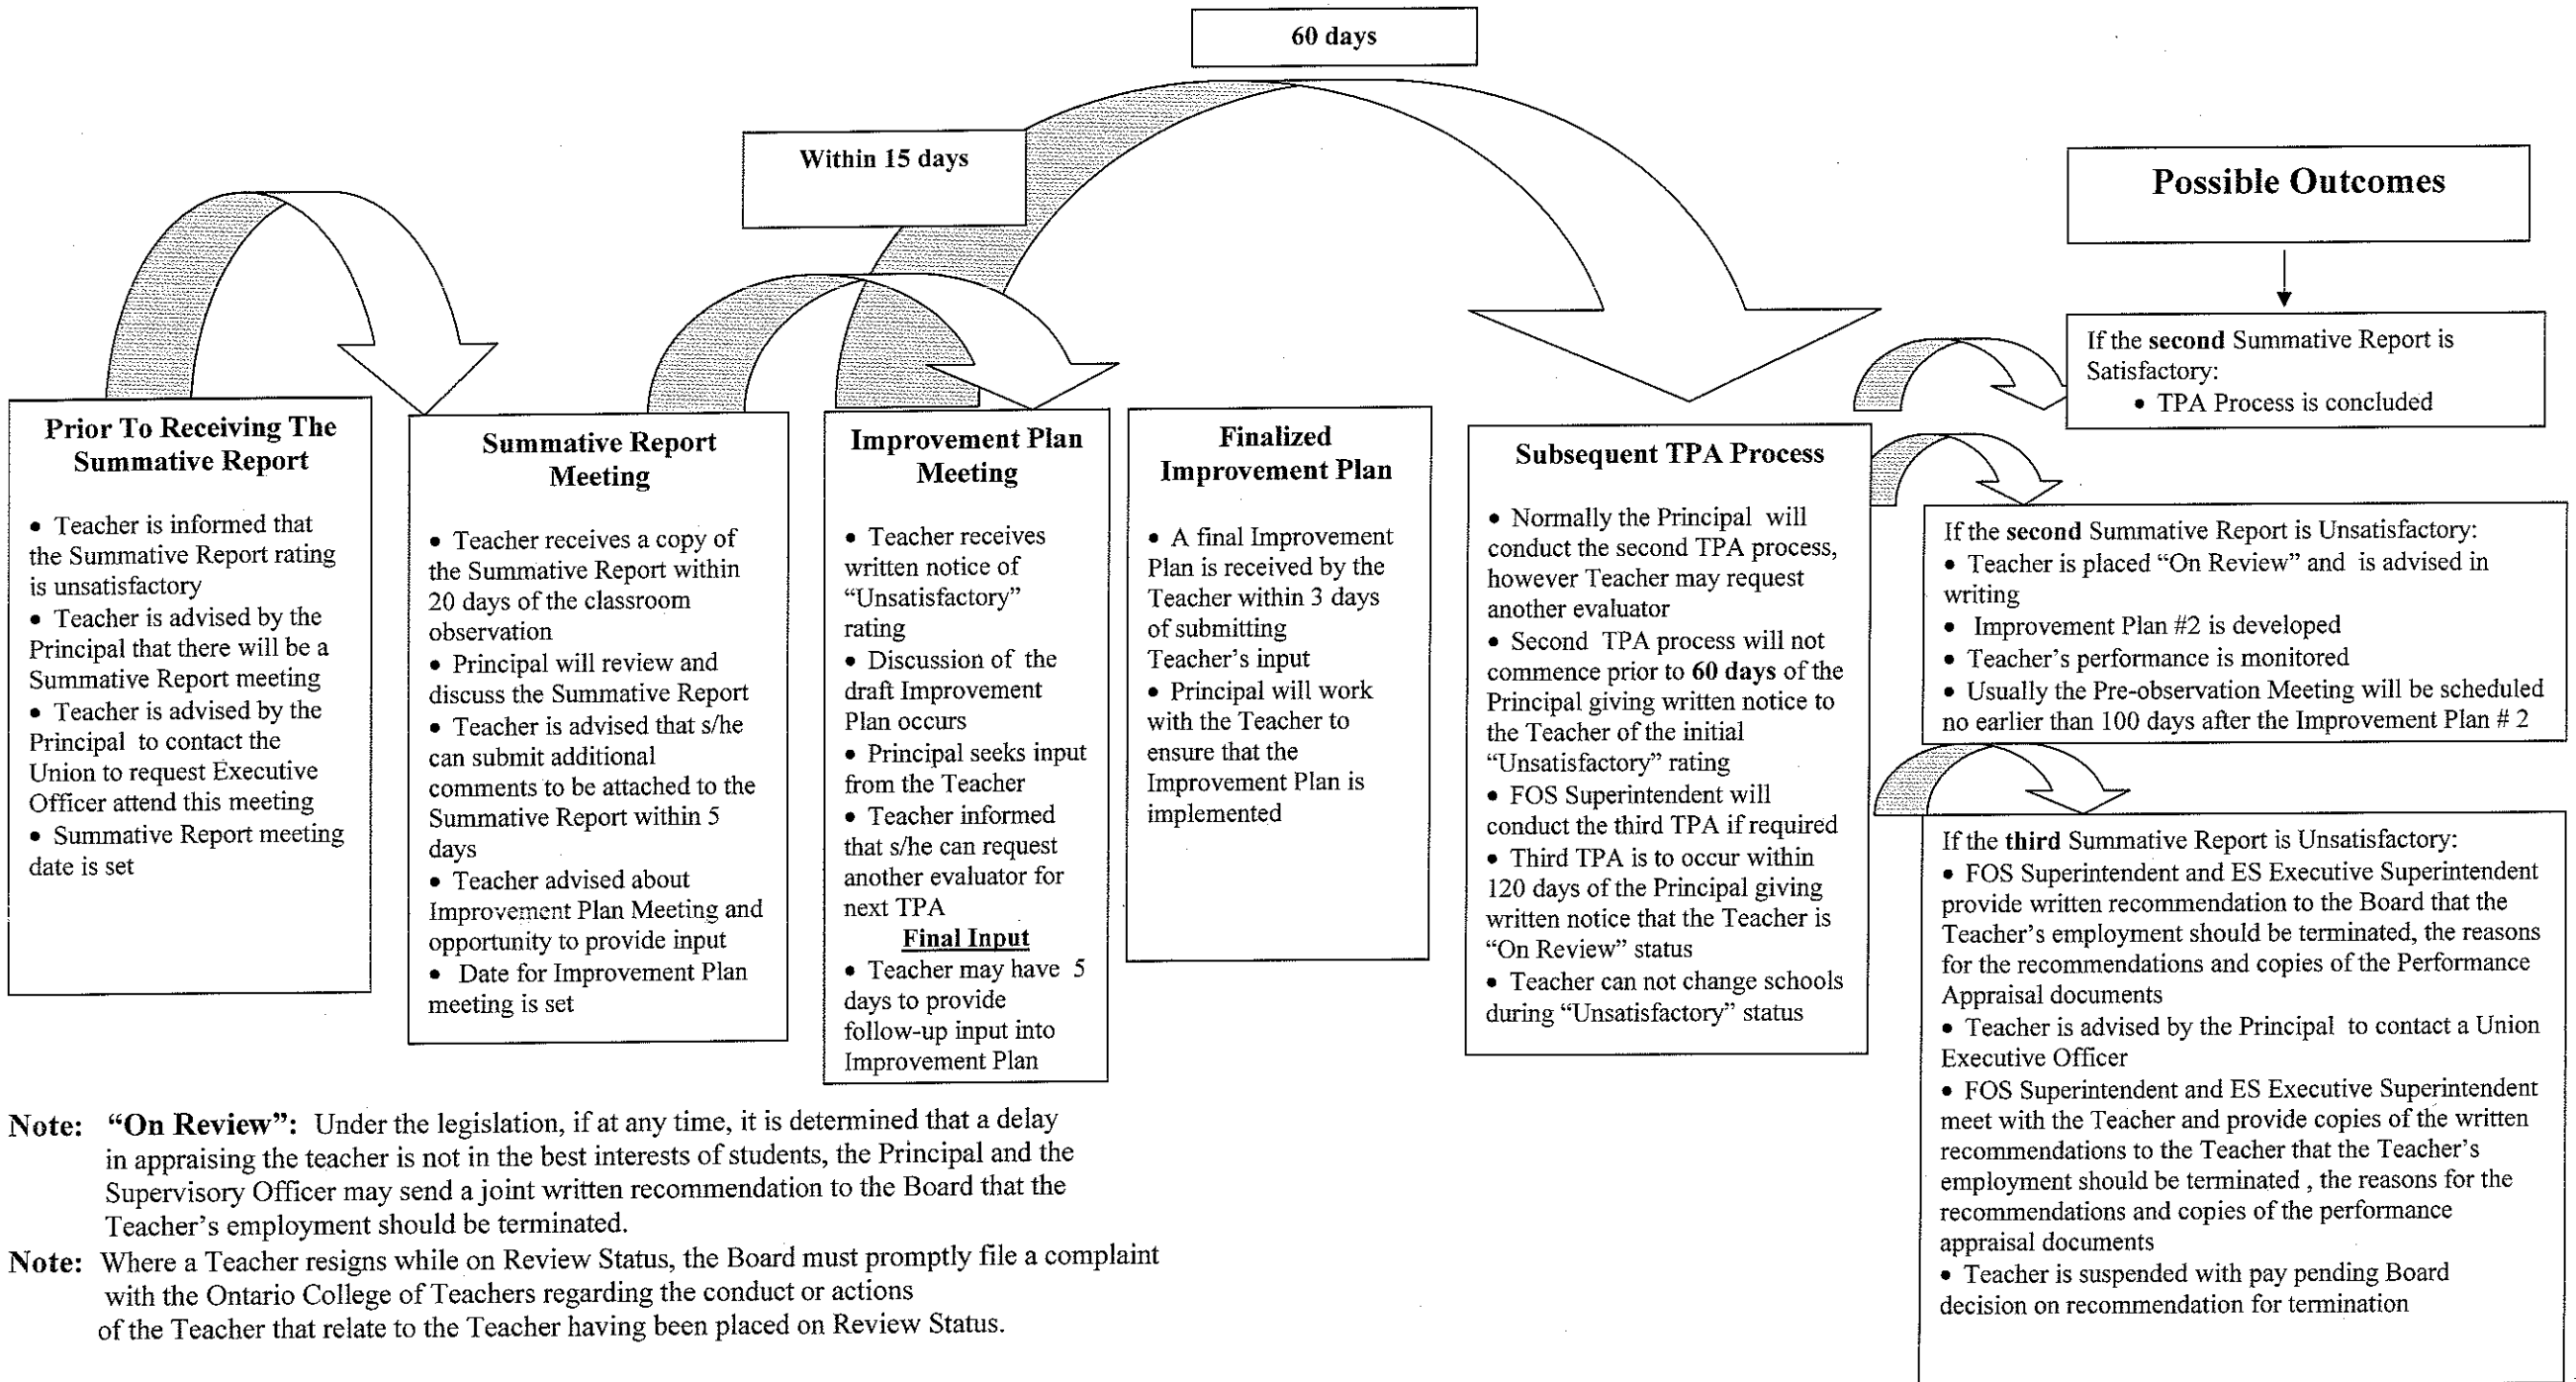 60 days
Within 15 days
Possible Outcomes
Prior To Receiving The
Summative Report
• Teacher is informed that
the Summative Report rating
is unsatisfactory
• Teacher is advised by the
Principal that there will be a
Summative Report meeting
• Teacher is advised by the
Principal to contact the
Union to request Executive
Officer attend this meeting
• Summative Report meeting
date is set
Summative Report
Meeting
• Teacher receives a copy of
the Summative Report within
20 days of the classroom
observation
• Principal will review and
discuss the Summative Report
• Teacher is advised that s/he
can submit additional
comments to be attached to the
Summative Report within 5
days
• Teacher advised about
Improvement Plan Meeting and
opportunity to provide input
• Date for Improvement Plan
meeting is set
Improvement Plan
Meeting
• Teacher receives
written notice of
“Unsatisfactory”
rating
• Discussion of the
draft Improvement
Plan occurs
• Principal seeks input
from the Teacher
• Teacher informed
that s/he can request
another evaluator for
next TPA
Final Input
• Teacher may have 5
days to provide
follow-up input into
Improvement Plan
Finalized
Improvement Plan
• A final Improvement
Plan is received by the
Teacher within 3 days
of submitting
Teacher’s input
• Principal will work
with the Teacher to
ensure that the
Improvement Plan is
implemented
Subsequent TPA Process
• Normally the Principal will
conduct the second TPA process,
however Teacher may request
another evaluator
• Second TPA process will not
commence prior to 60 days of the
Principal giving written notice to
the Teacher of the initial
“Unsatisfactory” rating
• FOS Superintendent will
conduct the third TPA if required
• Third TPA is to occur within
120 days of the Principal giving
written notice that the Teacher is
“On Review” status
• Teacher can not change schools
during “Unsatisfactory” status
If the second Summative Report is
Satisfactory:
• TPA Process is concluded
If the second Summative Report is Unsatisfactory:
• Teacher is placed “On Review” and is advised in
writing
• Improvement Plan #2 is developed
• Teacher’s performance is monitored
• Usually the Pre-observation Meeting will be scheduled
no earlier than 100 days after the Improvement Plan # 2
If the third Summative Report is Unsatisfactory:
• FOS Superintendent and ES Executive Superintendent
provide written recommendation to the Board that the
Teacher’s employment should be terminated, the reasons
for the recommendations and copies of the Performance
Appraisal documents
• Teacher is advised by the Principal to contact a Union
Executive Officer
• FOS Superintendent and ES Executive Superintendent
meet with the Teacher and provide copies of the written
recommendations to the Teacher that the Teacher’s
employment should be terminated , the reasons for the
recommendations and copies of the performance
appraisal documents
• Teacher is suspended with pay pending Board
decision on recommendation for termination
Note: “On Review”: Under the legislation, if at any time, it is determined that a delay
in appraising the teacher is not in the best interests of students, the Principal and the
Supervisory Officer may send a joint written recommendation to the Board that the
Teacher’s employment should be terminated.
Note: Where a Teacher resigns while on Review Status, the Board must promptly file a complaint
with the Ontario College of Teachers regarding the conduct or actions
of the Teacher that relate to the Teacher having been placed on Review Status.